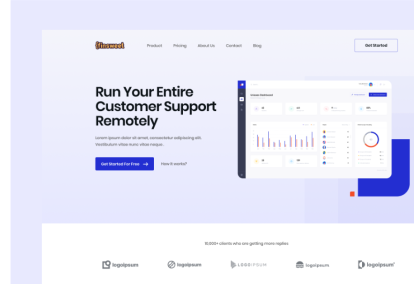 finsweet
Product Pricing About Us Contact Blog
Get Started
Run Your Entire
Customer Support
Remotely
Lorem ipsum dolor sit amet, consectetur adipiscing elit.
Vestibulum vitae nunc vitae neque.
Get Started For Free →
How it works?
10,000+ clients who are getting more replies
logoipsum
logoipsum
LOGOIPSUM
logoipsum
logoipsum